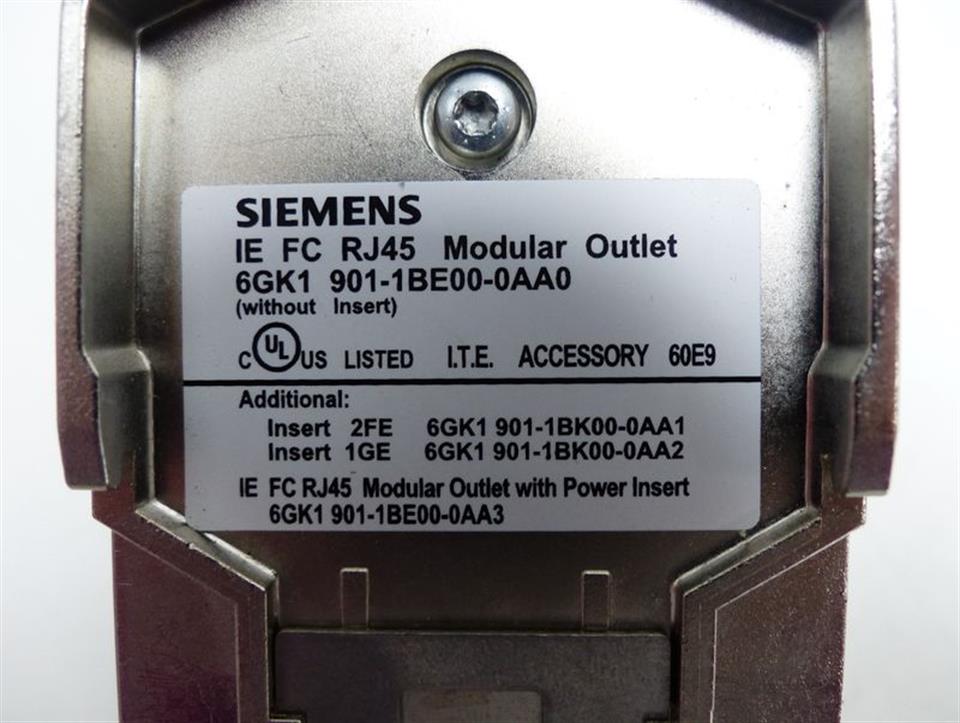 SIEMENS
IE FC RJ45 Modular Outlet
6GK1 901-1BE00-0AA0
(without Insert)
C UL US LISTED I.T.E. ACCESSORY 60E9
Additional:
Insert 2FE 6GK1 901-1BK00-0AA1
Insert 1GE 6GK1 901-1BK00-0AA2
IE FC RJ45 Modular Outlet with Power Insert
6GK1 901-1BE00-0AA3